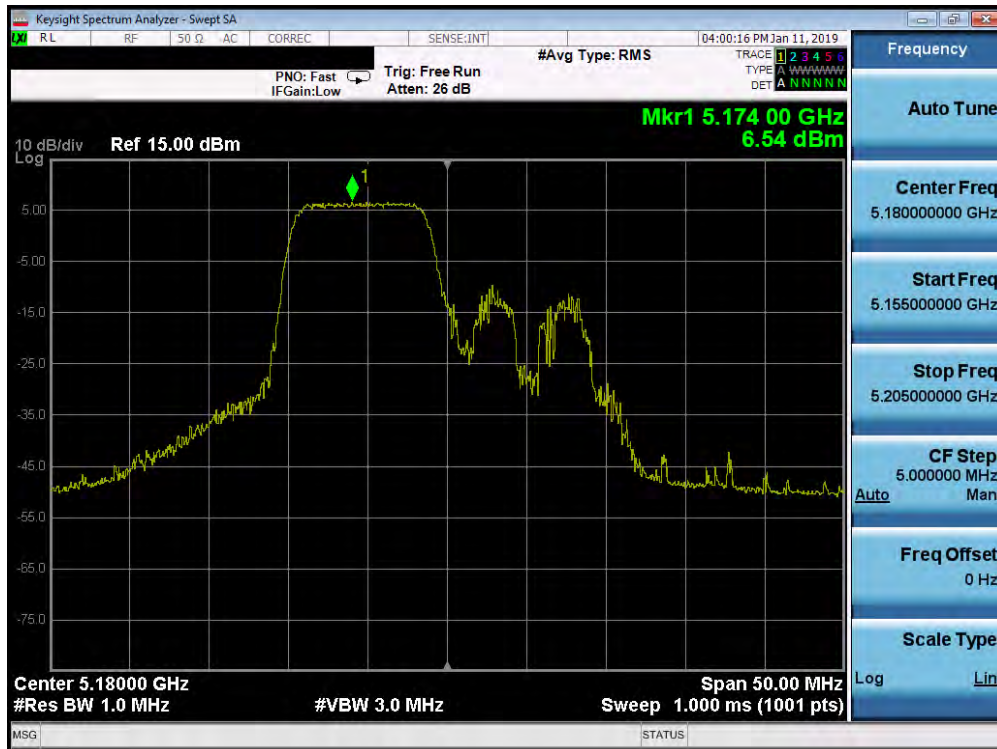 Keysight Spectrum Analyzer - Swept SA
LXI RL RF 50 Ω AC CORREC SENSE:INT 04:00:16 PM Jan 11, 2019
#Avg Type: RMS TRACE 1 2 3 4 5 6
PNO: Fast Trig: Free Run TYPE A WWWWW
IFGain:Low Atten: 26 dB DET A N N N N N
Mkr1 5.174 00 GHz
6.54 dBm
10 dB/div Ref 15.00 dBm
Log
1
5.00
-5.00
-15.0
-25.0
-35.0
-45.0
-55.0
-65.0
-75.0
Center 5.18000 GHz Span 50.00 MHz
#Res BW 1.0 MHz #VBW 3.0 MHz Sweep 1.000 ms (1001 pts)
MSG STATUS
Frequency
Auto Tune
Center Freq
5.180000000 GHz
Start Freq
5.155000000 GHz
Stop Freq
5.205000000 GHz
CF Step
5.000000 MHz
Auto Man
Freq Offset
0 Hz
Scale Type
Log Lin